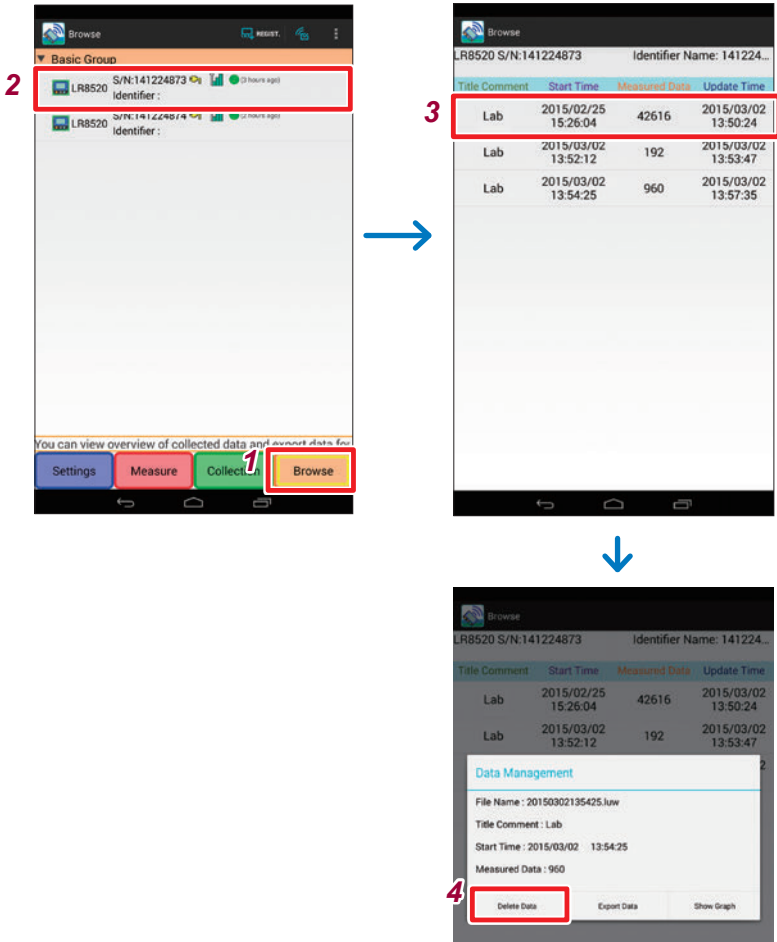 Browse
REGIST.
▼ Basic Group
2
LR8520 S/N:141224873 (3 hours ago)
Identifier :
LR8520 S/N:141224874 (2 hours ago)
Identifier :
You can view overview of collected data and export data for
1
Settings Measure Collection Browse
Browse
LR8520 S/N:141224873 Identifier Name: 141224...
Title Comment Start Time Measured Data Update Time
3
Lab 2015/02/25 15:26:04 42616 2015/03/02 13:50:24
Lab 2015/03/02 13:52:12 192 2015/03/02 13:53:47
Lab 2015/03/02 13:54:25 960 2015/03/02 13:57:35
Browse
LR8520 S/N:141224873 Identifier Name: 141224...
Title Comment Start Time Measured Data Update Time
Lab 2015/02/25 15:26:04 42616 2015/03/02 13:50:24
Lab 2015/03/02 13:52:12 192 2015/03/02 13:53:47
2
Data Management
File Name : 20150302135425.luw
Title Comment : Lab
Start Time : 2015/03/02 13:54:25
Measured Data : 960
4
Delete Data Export Data Show Graph